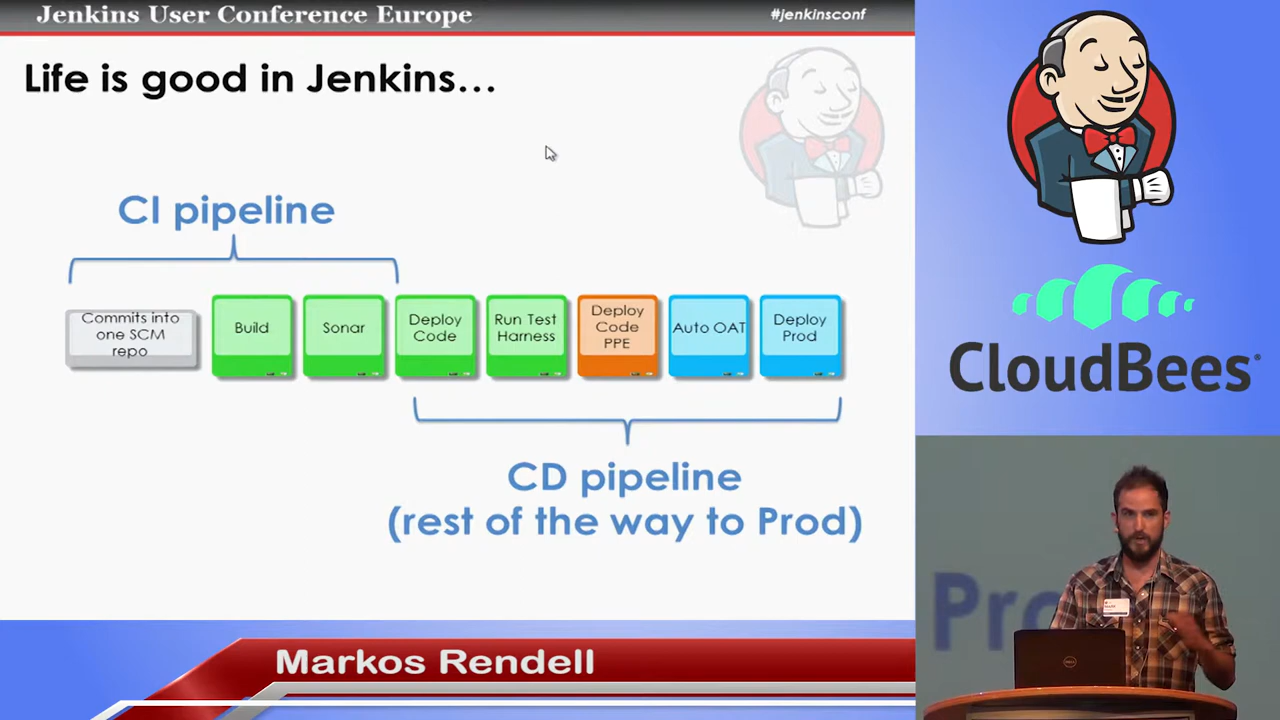 Jenkins User Conference Europe
#jenkinsconf
Life is good in Jenkins...
CI pipeline
Commits into
one SCM
repo
Build
Sonar
Deploy
Code
Run Test
Harness
Deploy
Code
PPE
Auto OAT
Deploy
Prod
CD pipeline
(rest of the way to Prod)
CloudBees
Markos Rendell
DELL